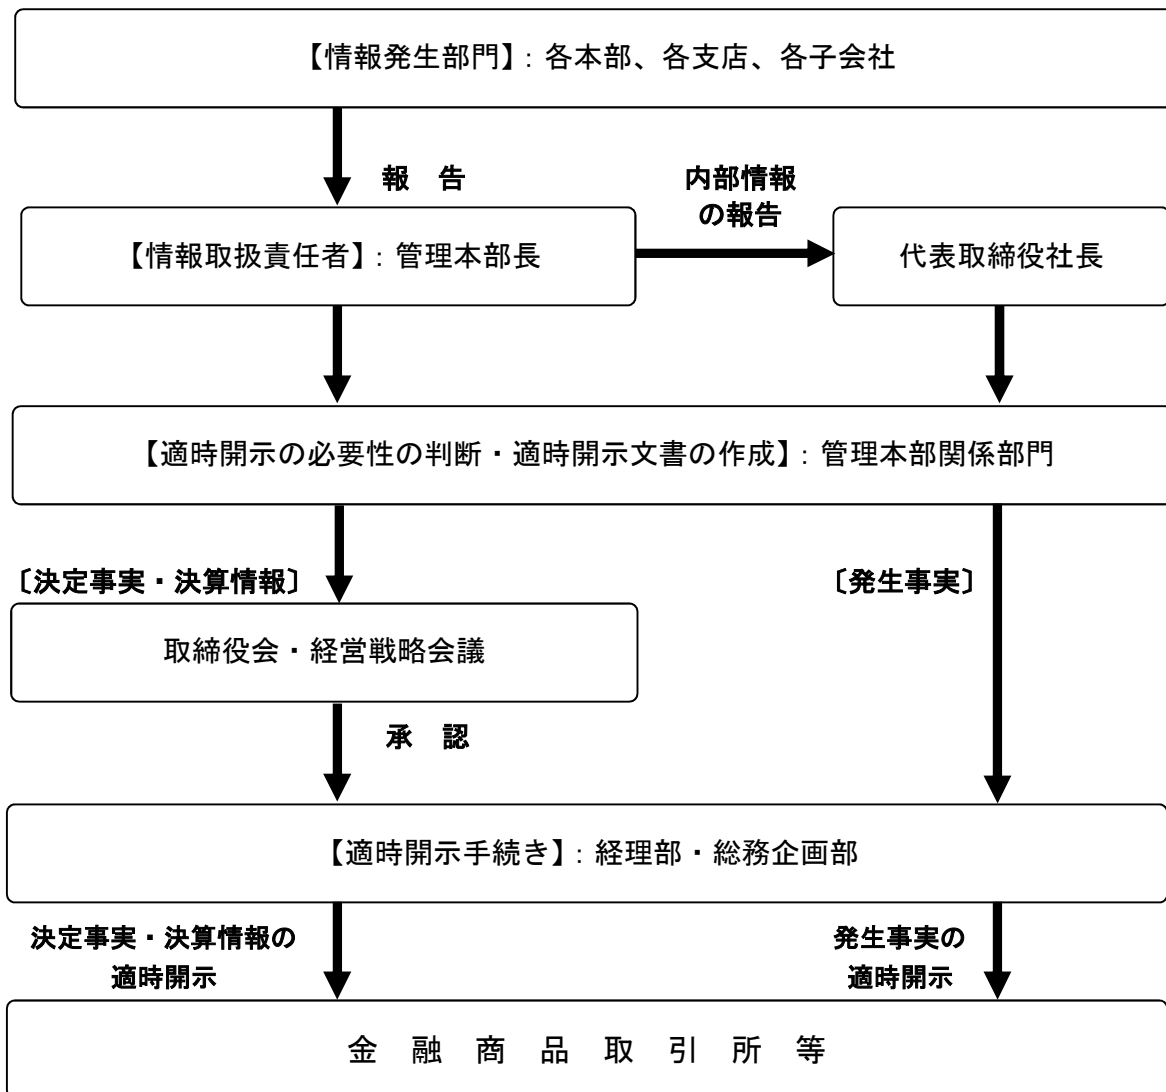 【情報発生部門】：各本部、各支店、各子会社
報　告
内部情報
の報告
【情報取扱責任者】：管理本部長
代表取締役社長
【適時開示の必要性の判断・適時開示文書の作成】：管理本部関係部門
〔決定事実・決算情報〕
〔発生事実〕
取締役会・経営戦略会議
承　認
【適時開示手続き】：経理部・総務企画部
決定事実・決算情報の
適時開示
発生事実の
適時開示
金　融　商　品　取　引　所　等